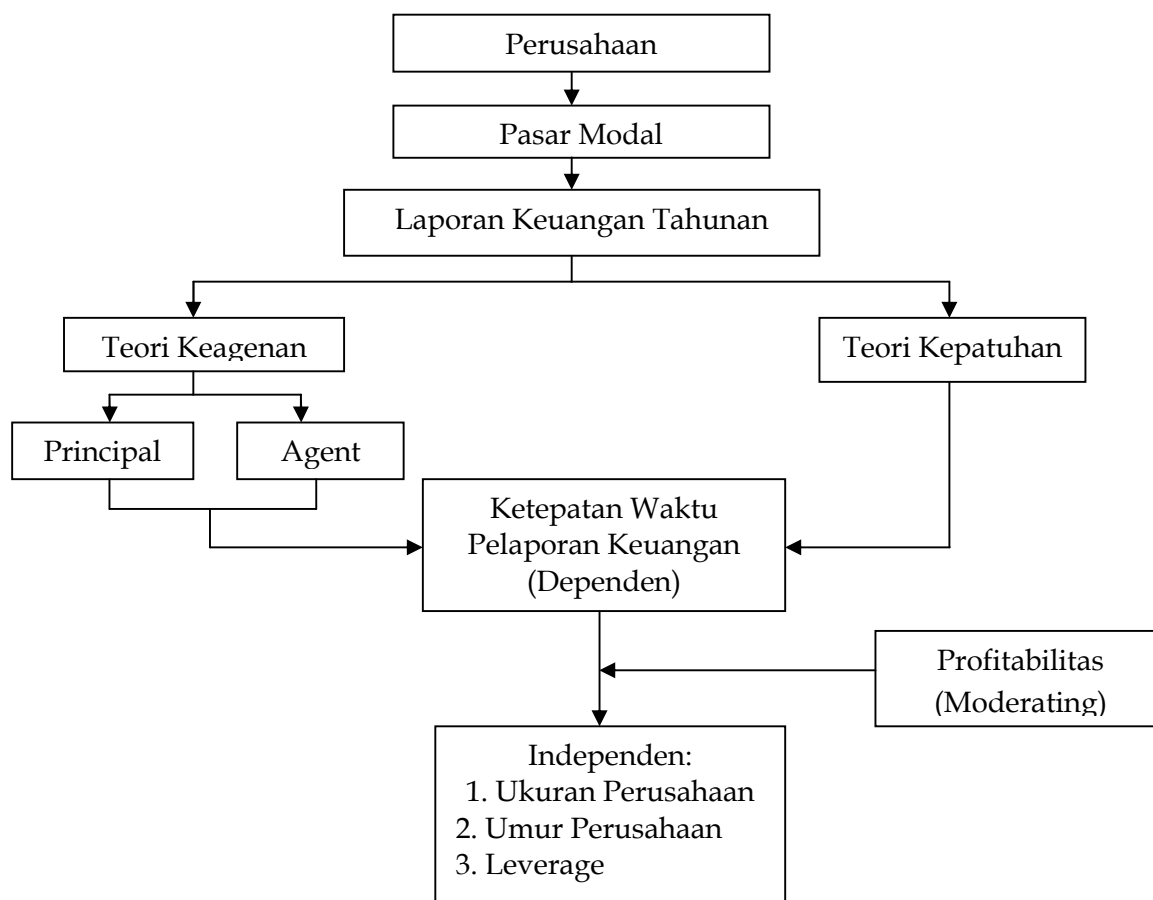 Perusahaan
Pasar Modal
Laporan Keuangan Tahunan
Teori Keagenan
Teori Kepatuhan
Principal
Agent
Ketepatan Waktu
Pelaporan Keuangan
(Dependen)
Profitabilitas
(Moderating)
Independen:
1. Ukuran Perusahaan
2. Umur Perusahaan
3. Leverage